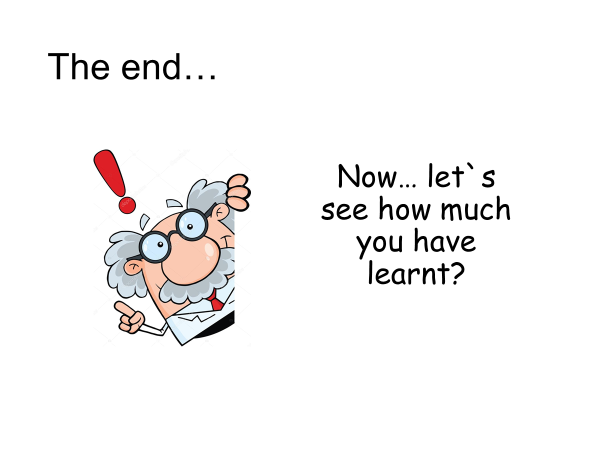 The end…
Now… let`s
see how much
you have
learnt?